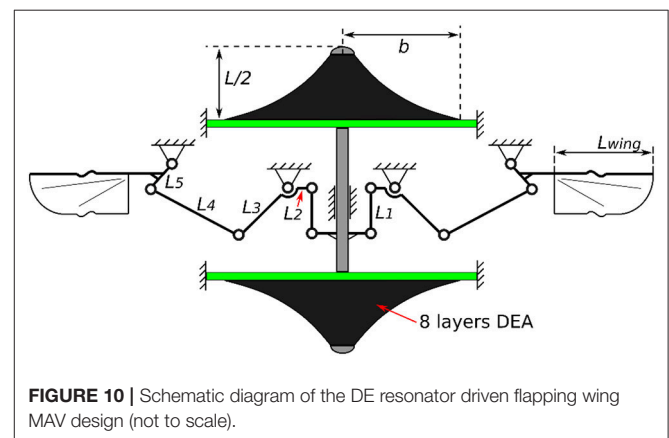 b
L/2
Lwing
L5
L4
L3
L2
L1
8 layers DEA
FIGURE 10 | Schematic diagram of the DE resonator driven flapping wing
MAV design (not to scale).